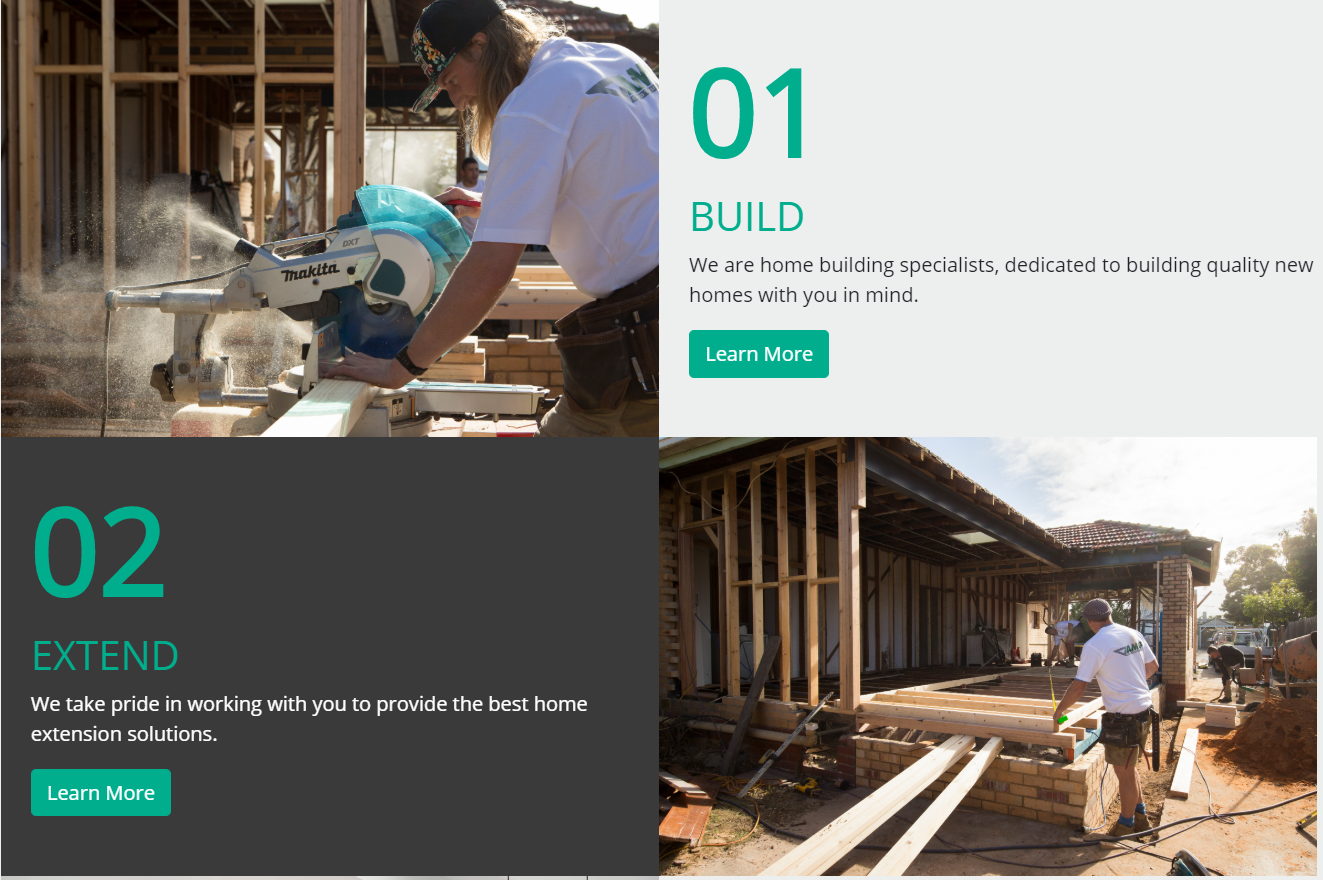 01
BUILD
We are home building specialists, dedicated to building quality new
homes with you in mind.
Learn More
makita
DXT
02
EXTEND
We take pride in working with you to provide the best home
extension solutions.
Learn More